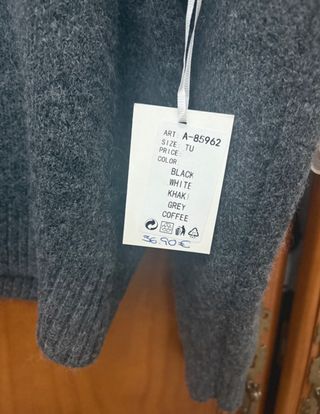 ART: A-85962
SIZE: TU
PRICE:
COLOR
BLACK
WHITE
KHAKI
GREY
COFFEE
36.90€